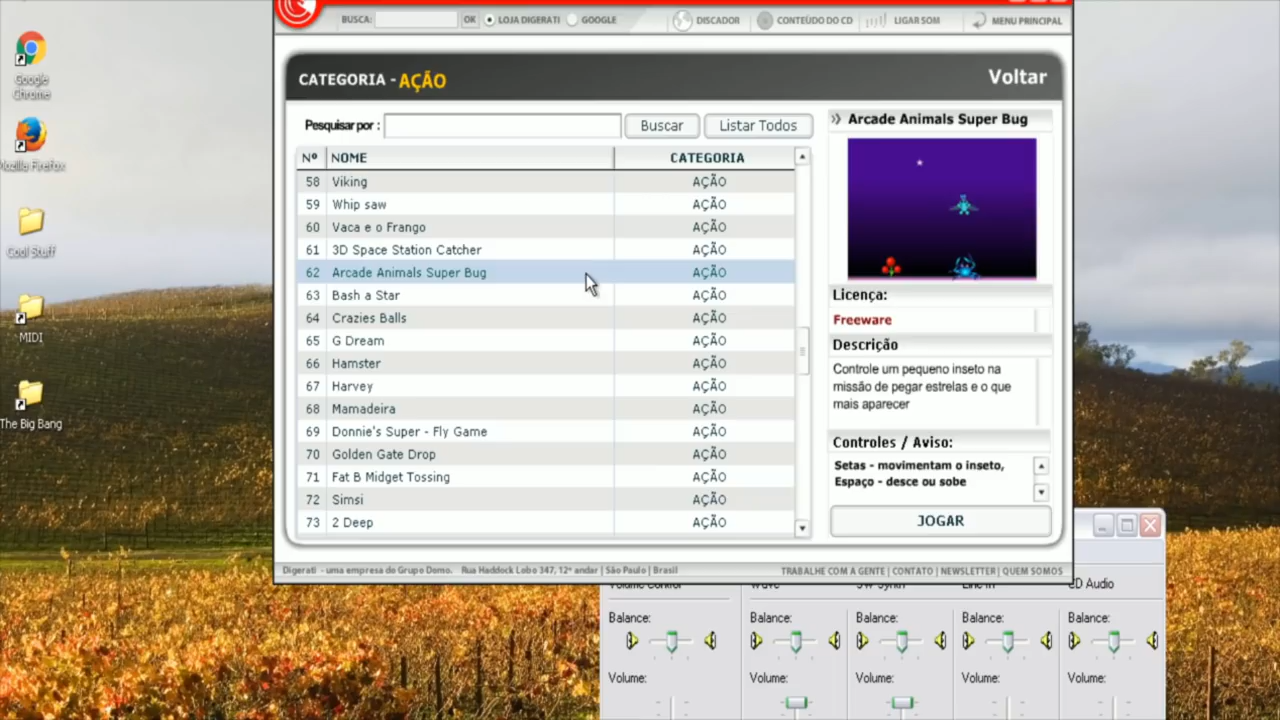 BUSCA: OK LOJA DIGERATI GOOGLE DISCADOR CONTEÚDO DO CD LIGAR SOM MENU PRINCIPAL
Google
Chrome
Mozilla Firefox
Cool Stuff
MIDI
The Big Bang
CATEGORIA - AÇÃO
Voltar
Pesquisar por : Buscar Listar Todos
Nº NOME CATEGORIA
58 Viking AÇÃO
59 Whip saw AÇÃO
60 Vaca e o Frango AÇÃO
61 3D Space Station Catcher AÇÃO
62 Arcade Animals Super Bug AÇÃO
63 Bash a Star AÇÃO
64 Crazies Balls AÇÃO
65 G Dream AÇÃO
66 Hamster AÇÃO
67 Harvey AÇÃO
68 Mamadeira AÇÃO
69 Donnie's Super - Fly Game AÇÃO
70 Golden Gate Drop AÇÃO
71 Fat B Midget Tossing AÇÃO
72 Simsi AÇÃO
73 2 Deep AÇÃO
Arcade Animals Super Bug
Licença:
Freeware
Descrição
Controle um pequeno inseto na
missão de pegar estrelas e o que
mais aparecer
Controles / Aviso:
Setas - movimentam o inseto,
Espaço - desce ou sobe
JOGAR
Digerati - uma empresa do Grupo Domo. Rua Haddock Lobo 347, 12º andar | São Paulo | Brasil
TRABALHE COM A GENTE | CONTATO | NEWSLETTER | QUEM SOMOS
Volume Control Wave SW Synth Line In CD Audio
Balance: Balance: Balance: Balance: Balance:
Volume: Volume: Volume: Volume: Volume: